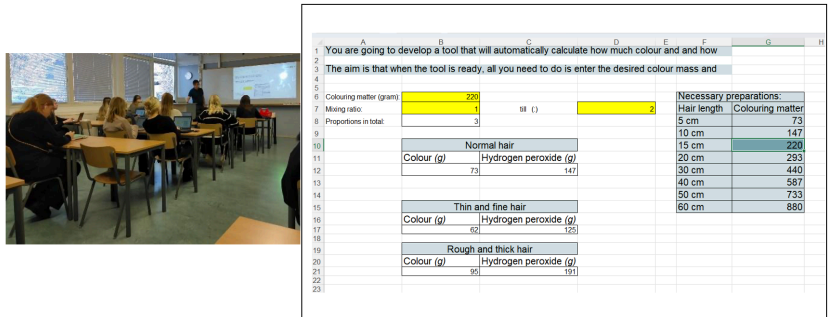 A B C D E F G H
1 You are going to develop a tool that will automatically calculate how much colour and and how
2
3 The aim is that when the tool is ready, all you need to do is enter the desired colour mass and
4
5
6 Colouring matter (gram): 220 Necessary preparations:
7 Mixing ratio: 1 till (:) 2 Hair length Colouring matter
8 Proportions in total: 3 5 cm 73
9 10 cm 147
10 Normal hair 15 cm 220
11 Colour (g) Hydrogen peroxide (g) 20 cm 293
12 73 147 30 cm 440
13 40 cm 587
14 50 cm 733
15 Thin and fine hair 60 cm 880
16 Colour (g) Hydrogen peroxide (g)
17 62 125
18
19 Rough and thick hair
20 Colour (g) Hydrogen peroxide (g)
21 95 191
22
23